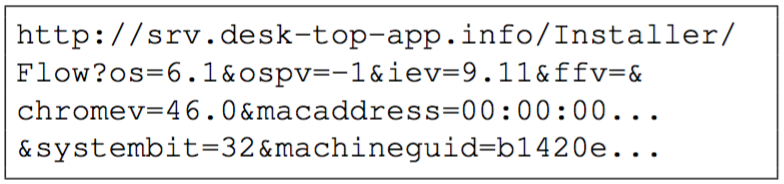 http://srv.desk-top-app.info/Installer/
Flow?os=6.1&ospv=-1&iev=9.11&ffv=&
chromev=46.0&macaddress=00:00:00...
&systembit=32&machineguid=b1420e...